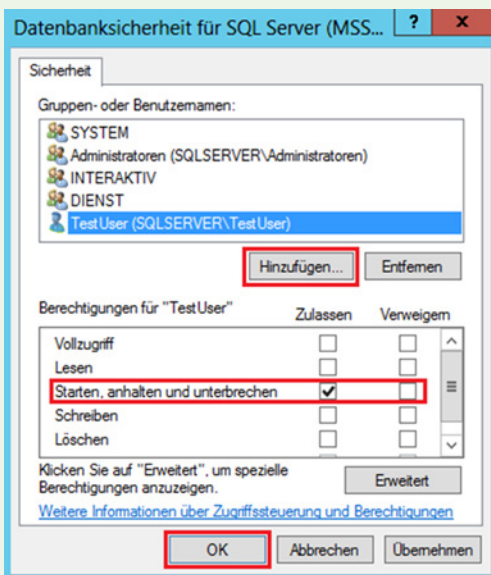 Datenbanksicherheit für SQL Server (MSS...
?
x
Sicherheit
Gruppen- oder Benutzernamen:
SYSTEM
Administratoren (SQLSERVER\Administratoren)
INTERAKTIV
DIENST
TestUser (SQLSERVER\TestUser)
Hinzufügen...
Entfernen
Berechtigungen für "TestUser"
Zulassen
Verweigern
Vollzugriff
Lesen
Starten, anhalten und unterbrechen
Schreiben
Löschen
Klicken Sie auf "Erweitert", um spezielle
Berechtigungen anzuzeigen.
Erweitert
Weitere Informationen über Zugriffssteuerung und Berechtigungen
OK
Abbrechen
Übernehmen